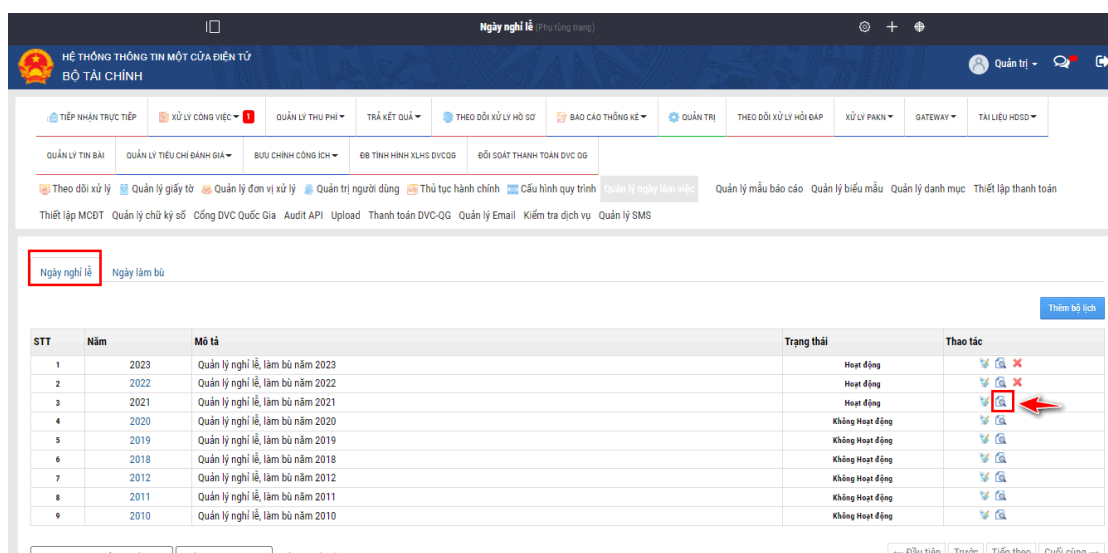 Ngày nghỉ lễ (Phụ tùng trang)
HỆ THỐNG THÔNG TIN MỘT CỬA ĐIỆN TỬ
BỘ TÀI CHÍNH
Quản trị
TIẾP NHẬN TRỰC TIẾP XỬ LÝ CÔNG VIỆC 1 QUẢN LÝ THU PHÍ TRẢ KẾT QUẢ THEO DÕI XỬ LÝ HỒ SƠ BÁO CÁO THỐNG KÊ QUẢN TRỊ THEO DÕI XỬ LÝ HỎI ĐÁP XỬ LÝ PAKN GATEWAY TÀI LIỆU HDSD
QUẢN LÝ TIN BÀI QUẢN LÝ TIÊU CHÍ ĐÁNH GIÁ BƯU CHÍNH CÔNG ÍCH ĐB TÌNH HÌNH XLHS DVCQG ĐỐI SOÁT THANH TOÁN DVC QG
Theo dõi xử lý Quản lý giấy tờ Quản lý đơn vị xử lý Quản trị người dùng Thủ tục hành chính Cấu hình quy trình Quản lý ngày làm việc Quản lý mẫu báo cáo Quản lý biểu mẫu Quản lý danh mục Thiết lập thanh toán
Thiết lập MCĐT Quản lý chữ ký số Cổng DVC Quốc Gia Audit API Upload Thanh toán DVC-QG Quản lý Email Kiểm tra dịch vụ Quản lý SMS
Ngày nghỉ lễ Ngày làm bù
Thêm bộ lịch
STT Năm Mô tả Trạng thái Thao tác
1 2023 Quản lý nghỉ lễ, làm bù năm 2023 Hoạt động
2 2022 Quản lý nghỉ lễ, làm bù năm 2022 Hoạt động
3 2021 Quản lý nghỉ lễ, làm bù năm 2021 Hoạt động
4 2020 Quản lý nghỉ lễ, làm bù năm 2020 Không Hoạt động
5 2019 Quản lý nghỉ lễ, làm bù năm 2019 Không Hoạt động
6 2018 Quản lý nghỉ lễ, làm bù năm 2018 Không Hoạt động
7 2012 Quản lý nghỉ lễ, làm bù năm 2012 Không Hoạt động
8 2011 Quản lý nghỉ lễ, làm bù năm 2011 Không Hoạt động
9 2010 Quản lý nghỉ lễ, làm bù năm 2010 Không Hoạt động
← Đầu tiên Trước Tiếp theo Cuối cùng →